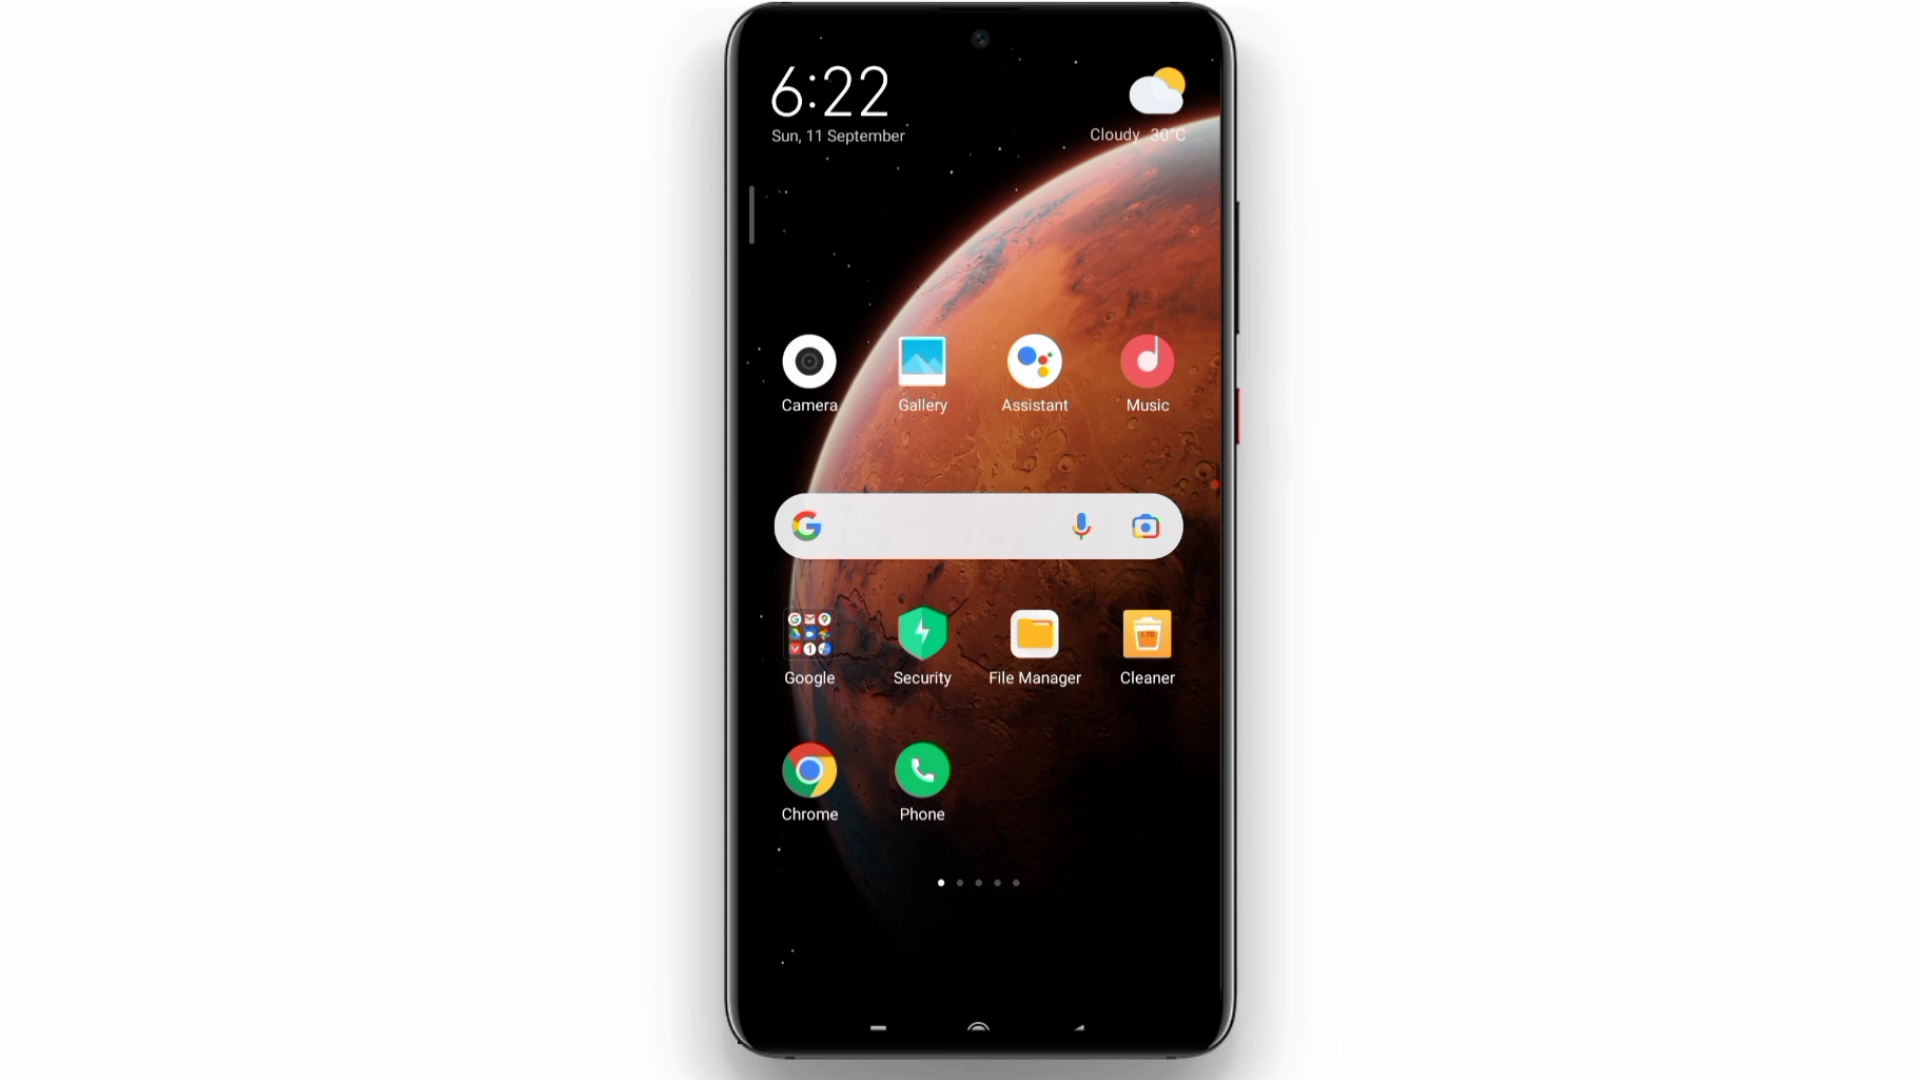 6:22
Sun, 11 September
Cloudy 30°C
Camera
Gallery
Assistant
Music
Google
Security
File Manager
Cleaner
Chrome
Phone